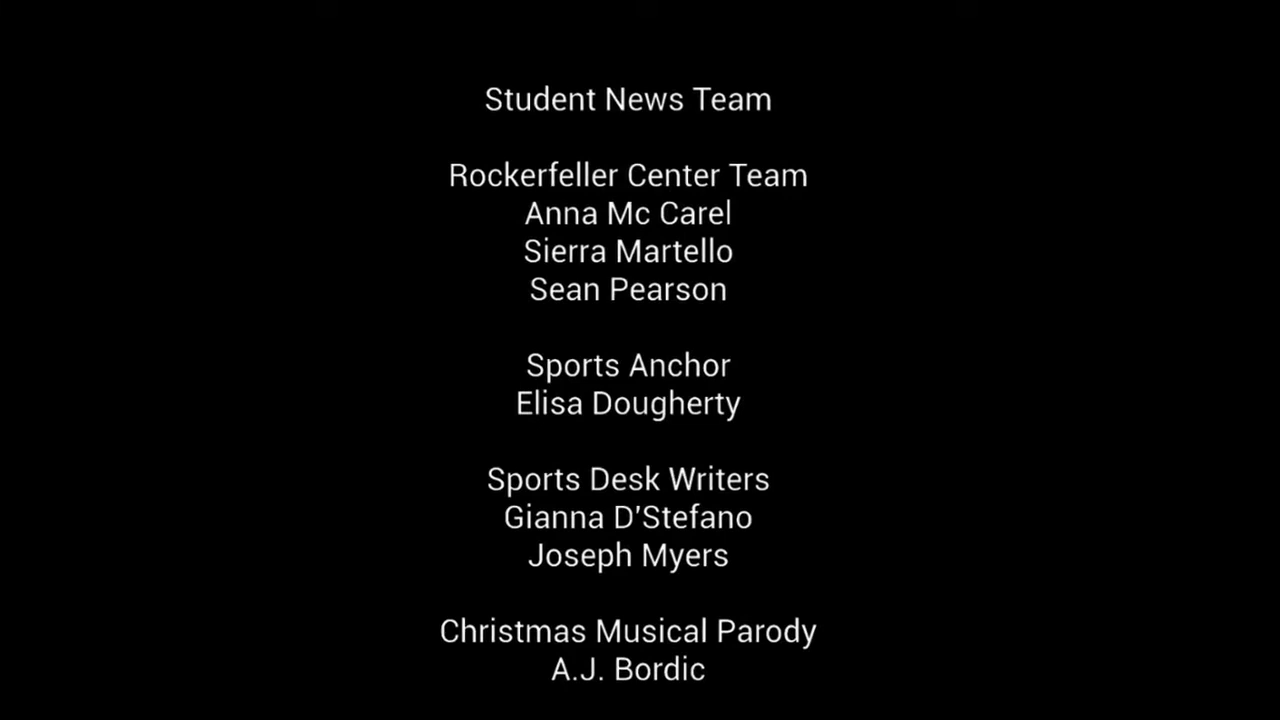 Student News Team
Rockerfeller Center Team
Anna Mc Carel
Sierra Martello
Sean Pearson
Sports Anchor
Elisa Dougherty
Sports Desk Writers
Gianna D'Stefano
Joseph Myers
Christmas Musical Parody
A.J. Bordic